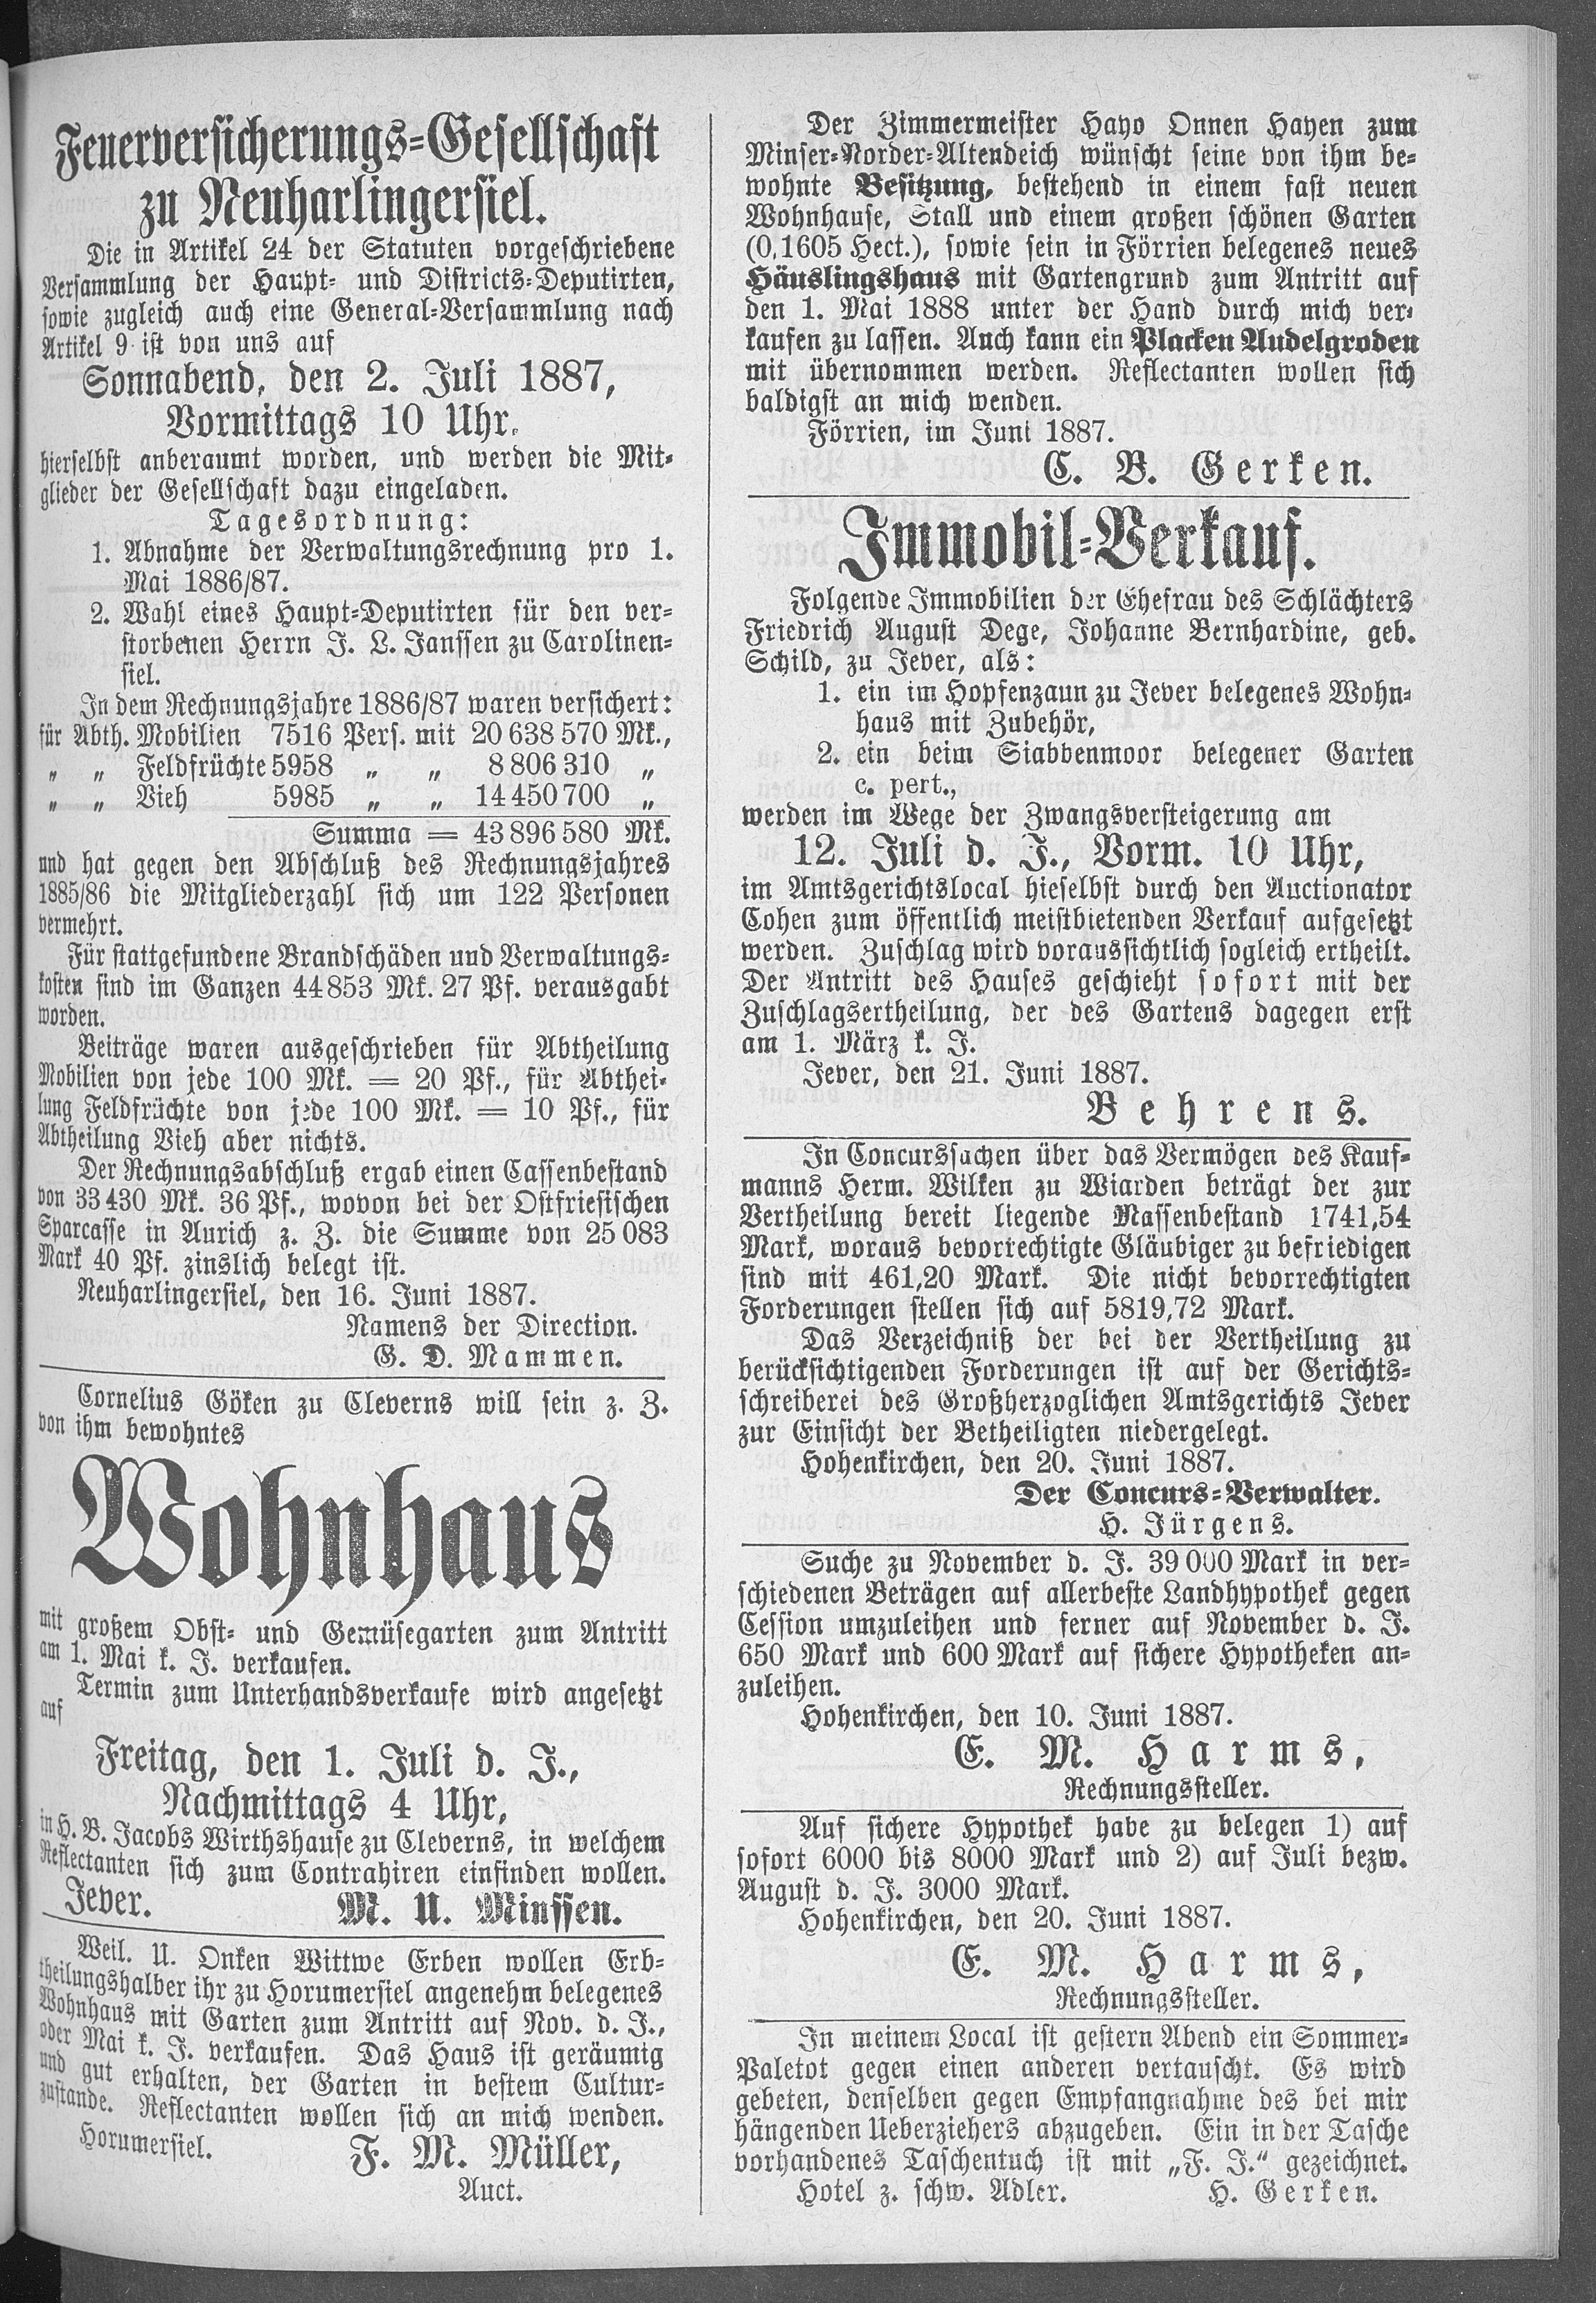 Feuerversicherungs-Gesellschaft
zu Neuharlingersiel.
Die in Artikel 24 der Statuten vorgeschriebene
Versammlung der Haupt- und Districts-Deputirten,
sowie zugleich auch eine General-Versammlung nach
Artikel 9 ist von uns auf
Sonnabend, den 2. Juli 1887,
Vormittags 10 Uhr,
hierselbst anberaumt worden, und werden die Mit-
glieder der Gesellschaft dazu eingeladen.
Tagesordnung:
1. Abnahme der Verwaltungsrechnung pro 1.
Mai 1886/87.
2. Wahl eines Haupt-Deputirten für den ver-
storbenen Herrn J. L. Janssen zu Carolinen-
siel.
In dem Rechnungsjahre 1886/87 waren versichert:
für Abth. Mobilien 7516 Pers. mit 20 638 570 Mk.,
„ „ Feldfrüchte 5958 „ „ 8 806 310 „
„ „ Vieh 5985 „ „ 14 450 700 „
Summa = 43 896 580 Mk.
und hat gegen den Abschluß des Rechnungsjahres
1885/86 die Mitgliederzahl sich um 122 Personen
vermehrt.
Für stattgefundene Brandschäden und Verwaltungs-
kosten sind im Ganzen 44 853 Mk. 27 Pf. verausgabt
worden.
Beiträge waren ausgeschrieben für Abtheilung
Mobilien von jede 100 Mk. = 20 Pf., für Abthei-
lung Feldfrüchte von jede 100 Mk. = 10 Pf., für
Abtheilung Vieh aber nichts.
Der Rechnungsabschluß ergab einen Cassenbestand
von 33 430 Mk. 36 Pf., wovon bei der Ostfriesischen
Sparcasse in Aurich z. Z. die Summe von 25 083
Mark 40 Pf. zinslich belegt ist.
Neuharlingersiel, den 16. Juni 1887.
Namens der Direction.
G. D. Mammen.
Cornelius Göken zu Cleverns will sein z. Z.
von ihm bewohntes
Wohnhaus
mit großem Obst- und Gemüsegarten zum Antritt
am 1. Mai k. J. verkaufen.
Termin zum Unterhandsverkaufe wird angesetzt
auf
Freitag, den 1. Juli d. J.,
Nachmittags 4 Uhr,
in H. B. Jacobs Wirthshause zu Cleverns, in welchem
Reflectanten sich zum Contrahiren einfinden wollen.
Jever. M. U. Minssen.
Weil. U. Onken Wittwe Erben wollen Erb-
theilungshalber ihr zu Horumersiel angenehm belegenes
Wohnhaus mit Garten zum Antritt auf Nov. d. J.,
oder Mai k. J. verkaufen. Das Haus ist geräumig
und gut erhalten, der Garten in bestem Cultur-
zustande. Reflectanten wollen sich an mich wenden.
Horumersiel. F. M. Müller,
Auct.
Der Zimmermeister Hayo Onnen Hayen zum
Minser-Norder-Altendeich wünscht seine von ihm be-
wohnte Besitzung, bestehend in einem fast neuen
Wohnhause, Stall und einem großen schönen Garten
(0,1605 Hect.), sowie sein in Förrien belegenes neues
Häuslingshaus mit Gartengrund zum Antritt auf
den 1. Mai 1888 unter der Hand durch mich ver-
kaufen zu lassen. Auch kann ein Placken Andelgroden
mit übernommen werden. Reflectanten wollen sich
baldigst an mich wenden.
Förrien, im Juni 1887.
C. B. Gerken.
Immobil-Verkauf.
Folgende Immobilien der Ehefrau des Schlächters
Friedrich August Dege, Johanne Bernhardine, geb.
Schild, zu Jever, als:
1. ein im Hopfenzaun zu Jever belegenes Wohn-
haus mit Zubehör,
2. ein beim Siabbenmoor belegener Garten
c. pert.,
werden im Wege der Zwangsversteigerung am
12. Juli d. J., Vorm. 10 Uhr,
im Amtsgerichtslocal hieselbst durch den Auctionator
Cohen zum öffentlich meistbietenden Verkauf aufgesetzt
werden. Zuschlag wird voraussichtlich sogleich ertheilt.
Der Antritt des Hauses geschieht sofort mit der
Zuschlagsertheilung, der des Gartens dagegen erst
am 1. März k. J.
Jever, den 21. Juni 1887.
Behrens.
In Concurssachen über das Vermögen des Kauf-
manns Herm. Wilken zu Wiarden beträgt der zur
Vertheilung bereit liegende Massenbestand 1741,54
Mark, woraus bevorrechtigte Gläubiger zu befriedigen
sind mit 461,20 Mark. Die nicht bevorrechtigten
Forderungen stellen sich auf 5819,72 Mark.
Das Verzeichniß der bei der Vertheilung zu
berücksichtigenden Forderungen ist auf der Gerichts-
schreiberei des Großherzoglichen Amtsgerichts Jever
zur Einsicht der Betheiligten niedergelegt.
Hohenkirchen, den 20. Juni 1887.
Der Concurs-Verwalter.
H. Jürgens.
Suche zu November d. J. 39 000 Mark in ver-
schiedenen Beträgen auf allerbeste Landhypothek gegen
Cession umzuleihen und ferner auf November d. J.
650 Mark und 600 Mark auf sichere Hypotheken an-
zuleihen.
Hohenkirchen, den 10. Juni 1887.
E. M. Harms,
Rechnungssteller.
Auf sichere Hypothek habe zu belegen 1) auf
sofort 6000 bis 8000 Mark und 2) auf Juli bezw.
August d. J. 3000 Mark.
Hohenkirchen, den 20. Juni 1887.
E. M. Harms,
Rechnungssteller.
In meinem Local ist gestern Abend ein Sommer-
Paletot gegen einen anderen vertauscht. Es wird
gebeten, denselben gegen Empfangnahme des bei mir
hängenden Ueberziehers abzugeben. Ein in der Tasche
vorhandenes Taschentuch ist mit „F. J.“ gezeichnet.
Hotel z. schw. Adler. H. Gerken.